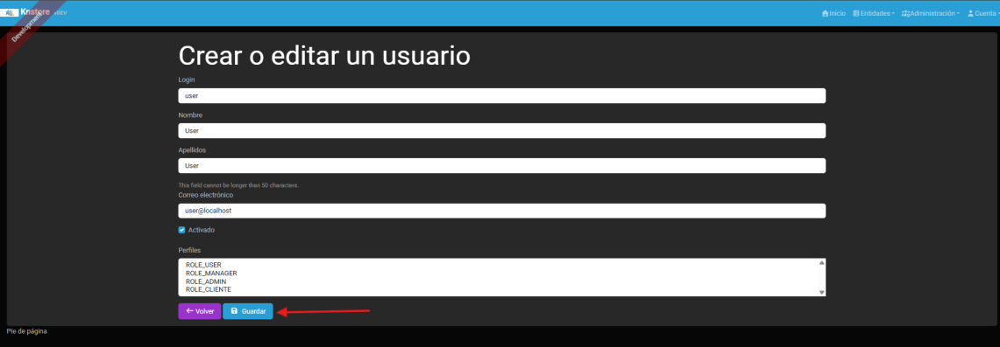 Knstore vDEV
Development
Inicio Entidades Administración Cuenta
Crear o editar un usuario
Login
user
Nombre
User
Apellidos
User
This field cannot be longer than 50 characters.
Correo electrónico
user@localhost
Activado
Perfiles
ROLE_USER
ROLE_MANAGER
ROLE_ADMIN
ROLE_CLIENTE
Volver Guardar
Pie de página